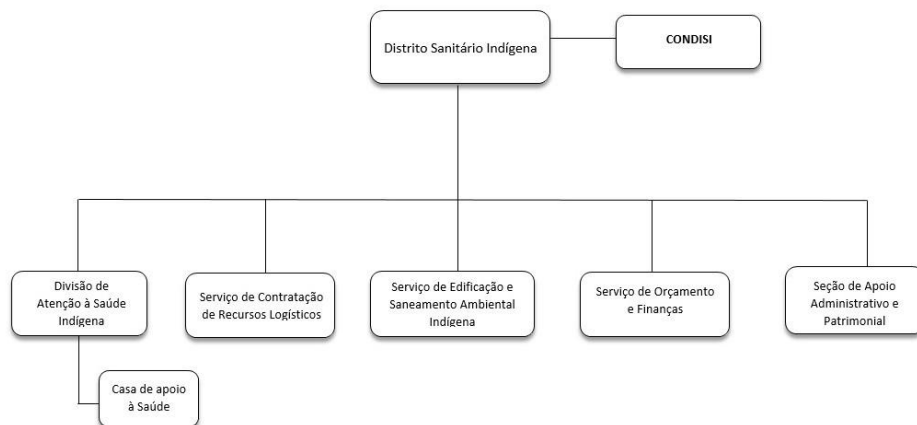 Distrito Sanitário Indígena
CONDISI
Divisão de
Atenção à Saúde
Indígena
Serviço de Contratação
de Recursos Logísticos
Serviço de Edificação e
Saneamento Ambiental
Indígena
Serviço de Orçamento
e Finanças
Seção de Apoio
Administrativo e
Patrimonial
Casa de apoio
à Saúde